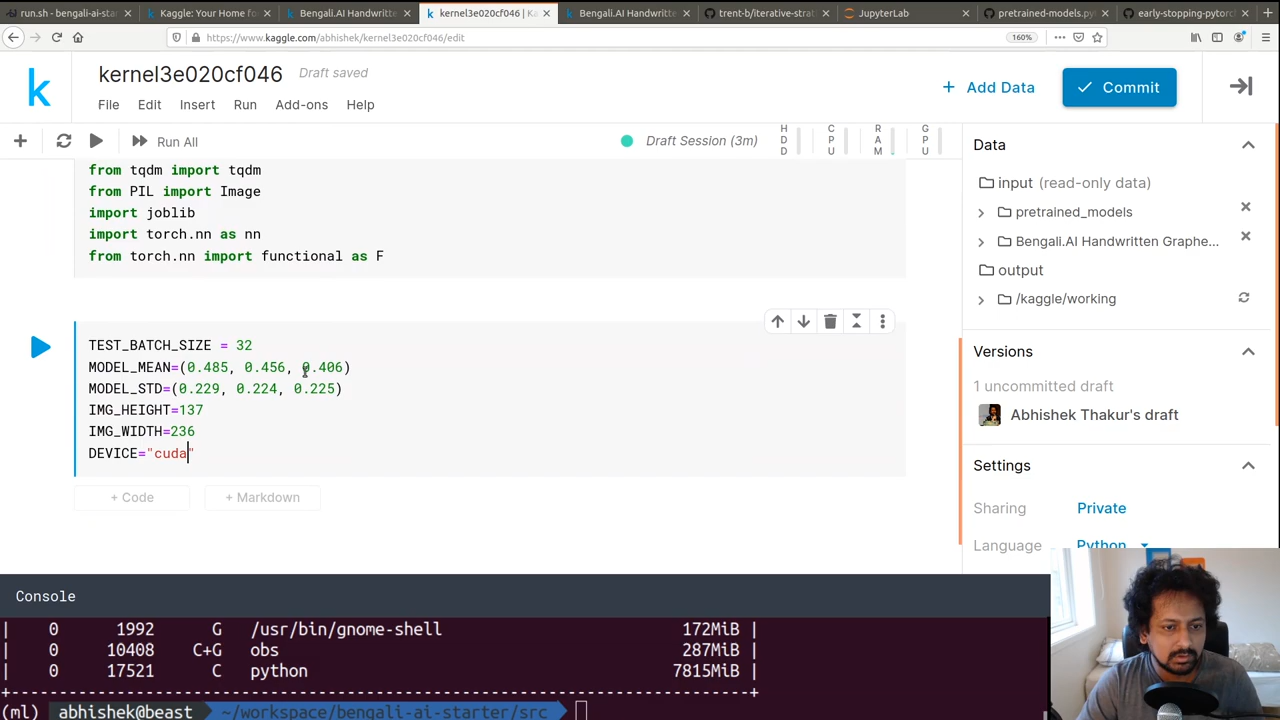 run.sh - bengali-ai-starter
Kaggle: Your Home fo
Bengali.AI Handwritte
kernel3e020cf046 | Ka
Bengali.AI Handwritte
trent-b/iterative-strat
JupyterLab
pretrained-models.py
early-stopping-pytorc
https://www.kaggle.com/abhishek/kernel3e020cf046/edit
160%
k
kernel3e020cf046
Draft saved
File Edit Insert Run Add-ons Help
+ Add Data
Commit
Run All
Draft Session (3m)
HDD
CPU
RAM
GPU
from tqdm import tqdm
from PIL import Image
import joblib
import torch.nn as nn
from torch.nn import functional as F
TEST_BATCH_SIZE = 32
MODEL_MEAN=(0.485, 0.456, 0.406)
MODEL_STD=(0.229, 0.224, 0.225)
IMG_HEIGHT=137
IMG_WIDTH=236
DEVICE="cuda"
+ Code
+ Markdown
Data
input (read-only data)
pretrained_models
Bengali.AI Handwritten Graphe...
output
/kaggle/working
Versions
1 uncommitted draft
Abhishek Thakur's draft
Settings
Sharing Private
Language Python
Console
| 0 1992 G /usr/bin/gnome-shell 172MiB |
| 0 10408 C+G obs 287MiB |
| 0 17521 C python 7815MiB |
+-----------------------------------------------------------------------------+
(ml) abhishek@beast ~/workspace/bengali-ai-starter/src